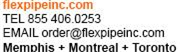 flexpipeinc.com
TEL 855 406.0253
EMAIL order@flexpipeinc.com
Memphis + Montreal + Toronto